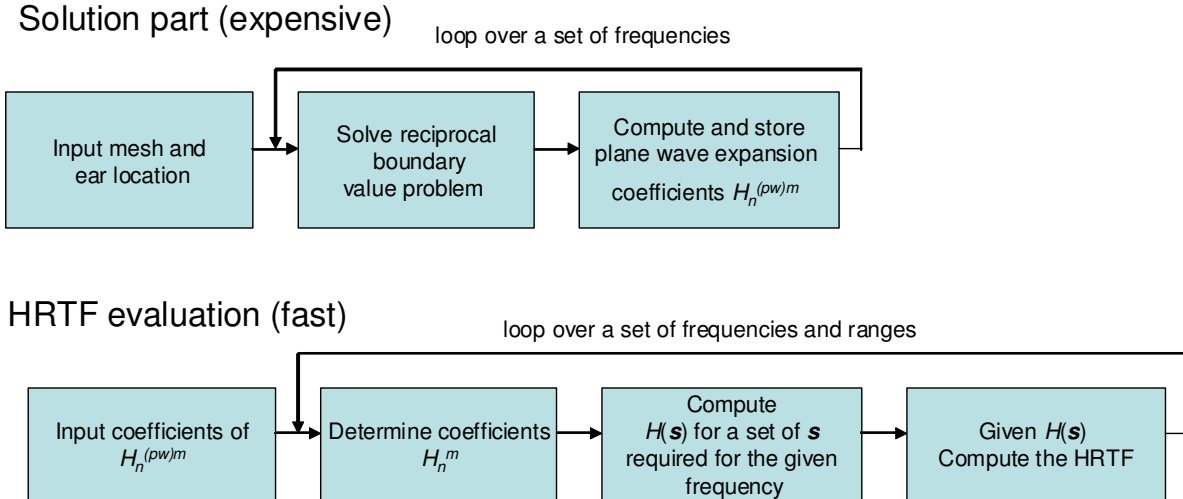 Solution part (expensive)
loop over a set of frequencies
Input mesh and
ear location
Solve reciprocal
boundary
value problem
Compute and store
plane wave expansion
coefficients Hn(pw)m
HRTF evaluation (fast)
loop over a set of frequencies and ranges
Input coefficients of
Hn(pw)m
Determine coefficients
Hnm
Compute
H(s) for a set of s
required for the given
frequency
Given H(s)
Compute the HRTF